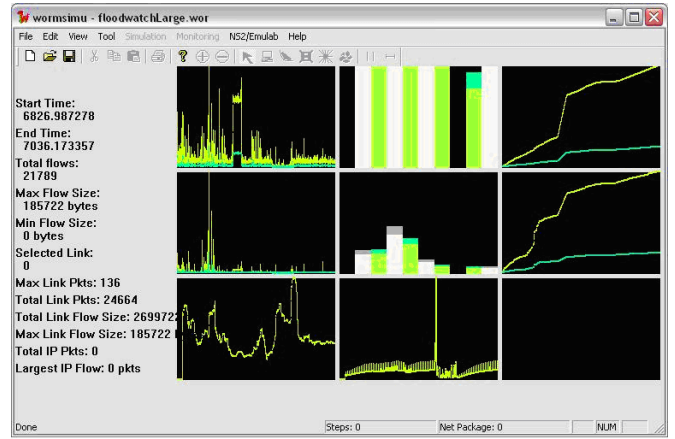 wormsimu - floodwatchLarge.wor
File Edit View Tool Simulation Monitoring NS2/Emulab Help
Start Time:
6826.987278
End Time:
7036.173357
Total flows:
21789
Max Flow Size:
185722 bytes
Min Flow Size:
0 bytes
Selected Link:
0
Max Link Pkts: 136
Total Link Pkts: 24664
Total Link Flow Size: 269972
Max Link Flow Size: 185722
Total IP Pkts: 0
Largest IP Flow: 0 pkts
Done Steps: 0 Net Package: 0 NUM